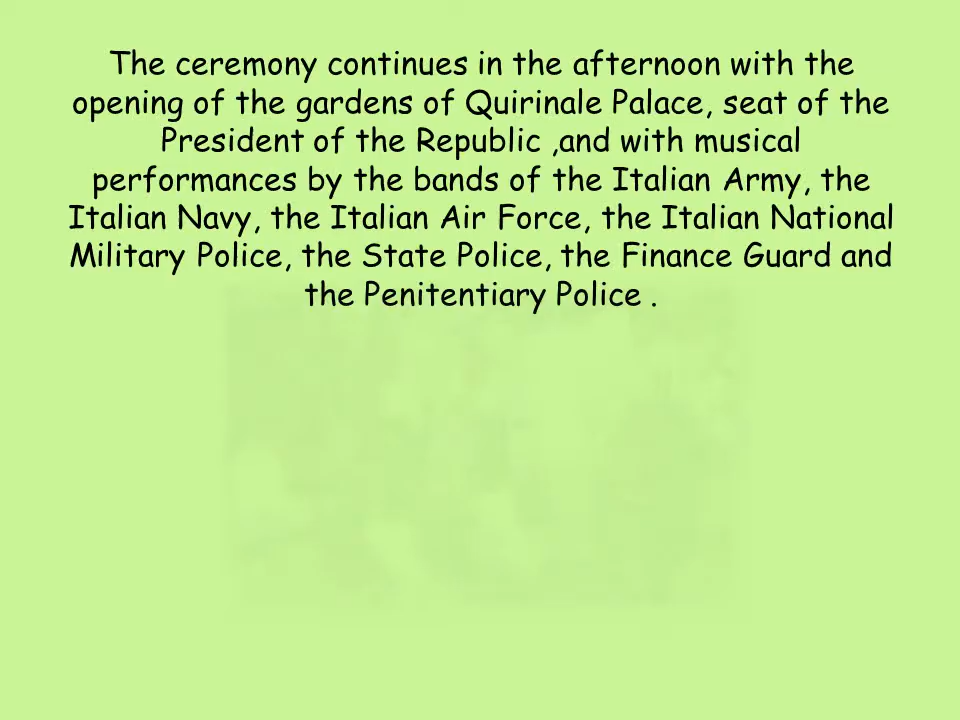 The ceremony continues in the afternoon with the
opening of the gardens of Quirinale Palace, seat of the
President of the Republic ,and with musical
performances by the bands of the Italian Army, the
Italian Navy, the Italian Air Force, the Italian National
Military Police, the State Police, the Finance Guard and
the Penitentiary Police .